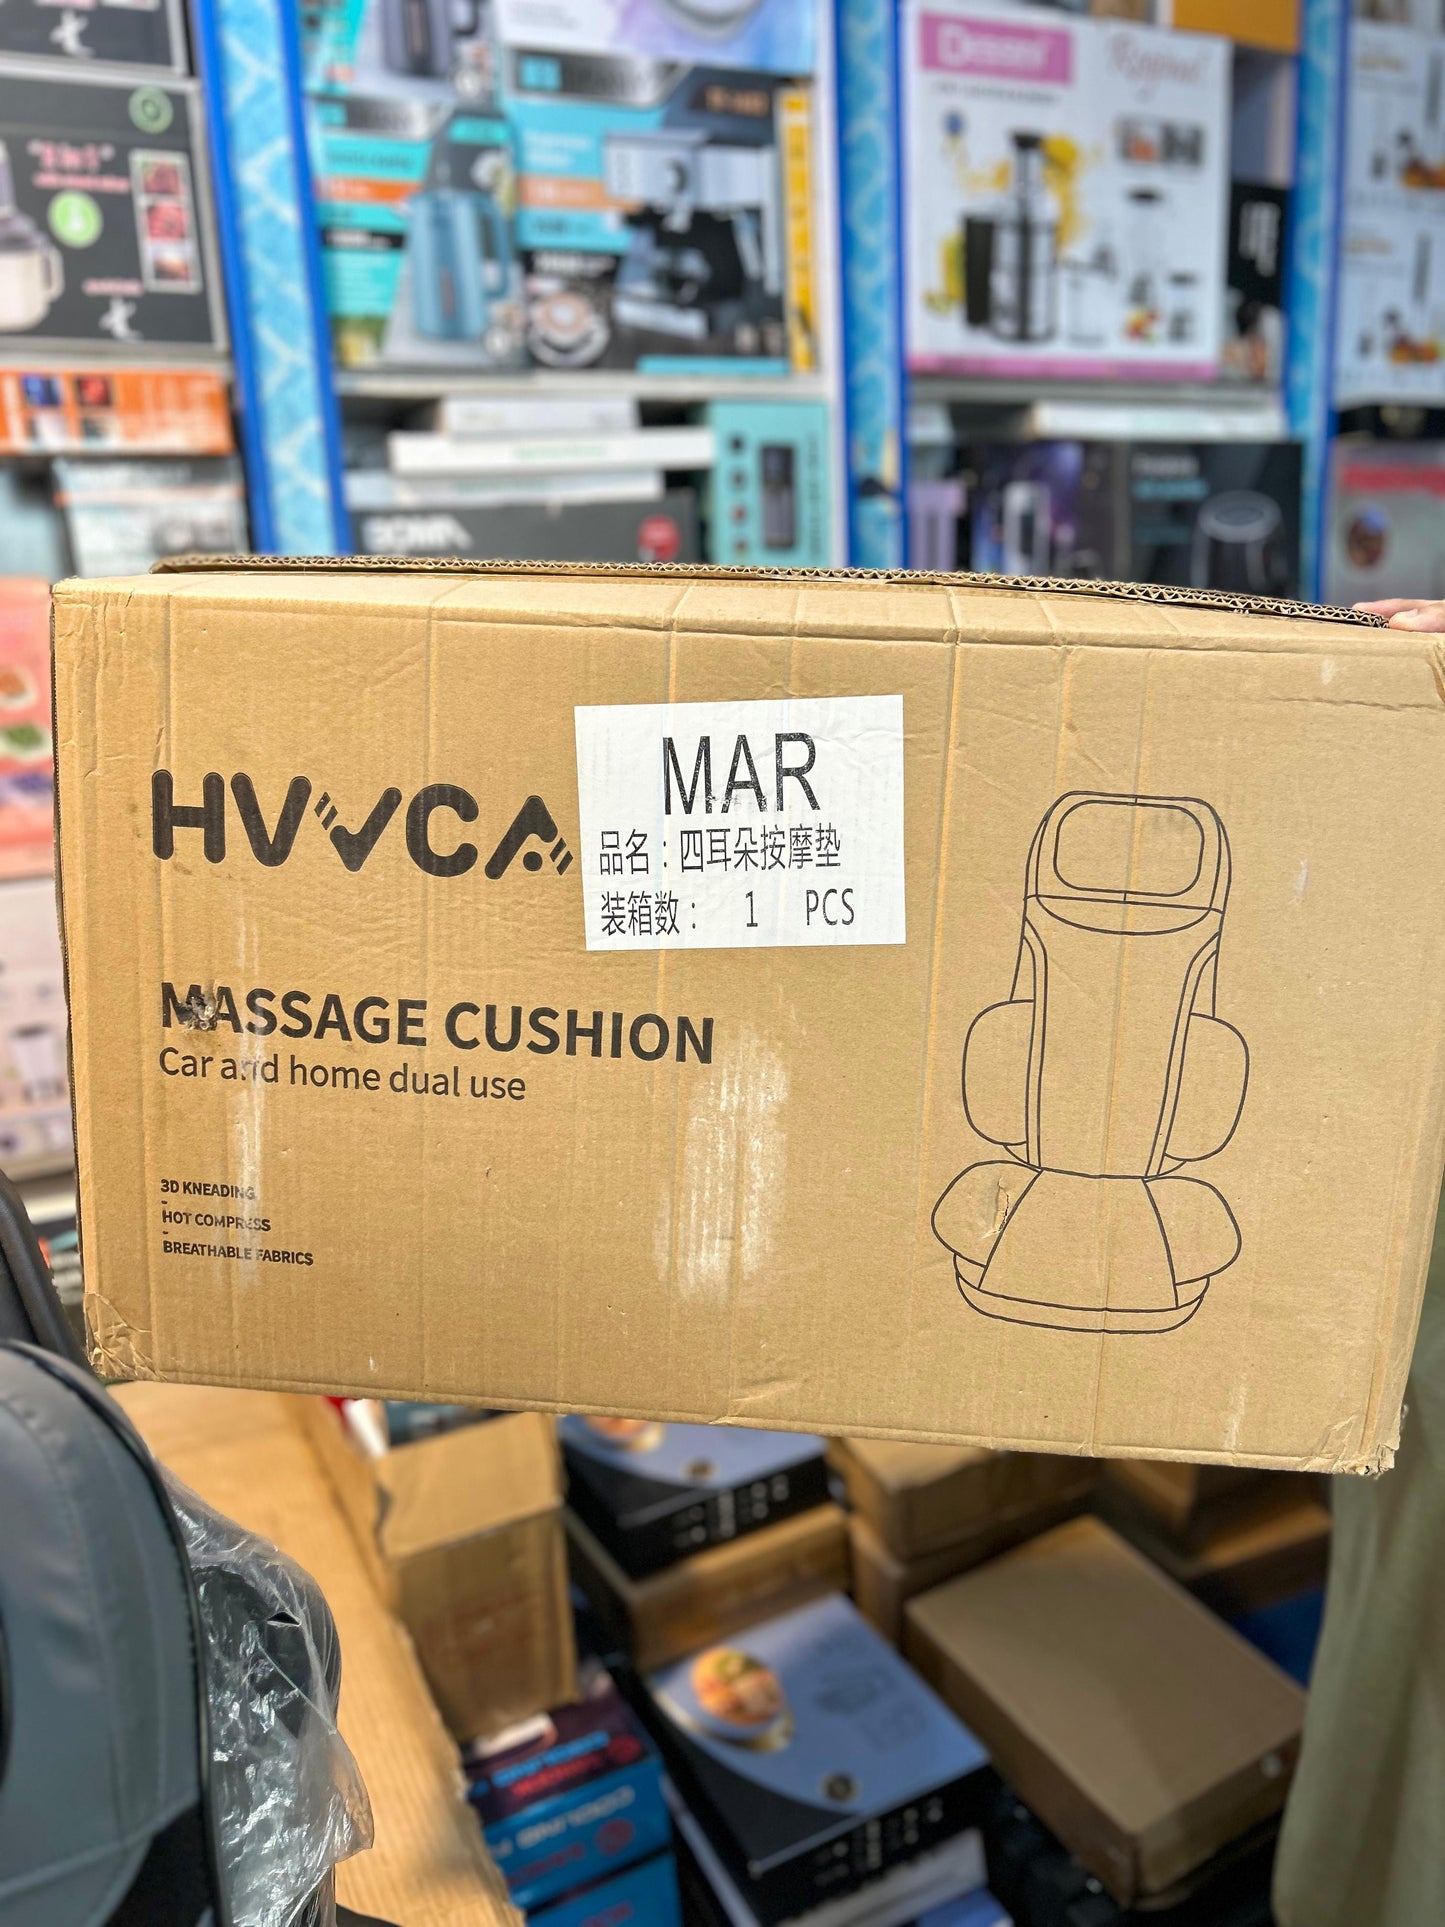 HVVCA
MAR
品名：四耳朵按摩垫
装箱数： 1 PCS
MASSAGE CUSHION
Car and home dual use
3D KNEADING
-
HOT COMPRESS
-
BREATHABLE FABRICS